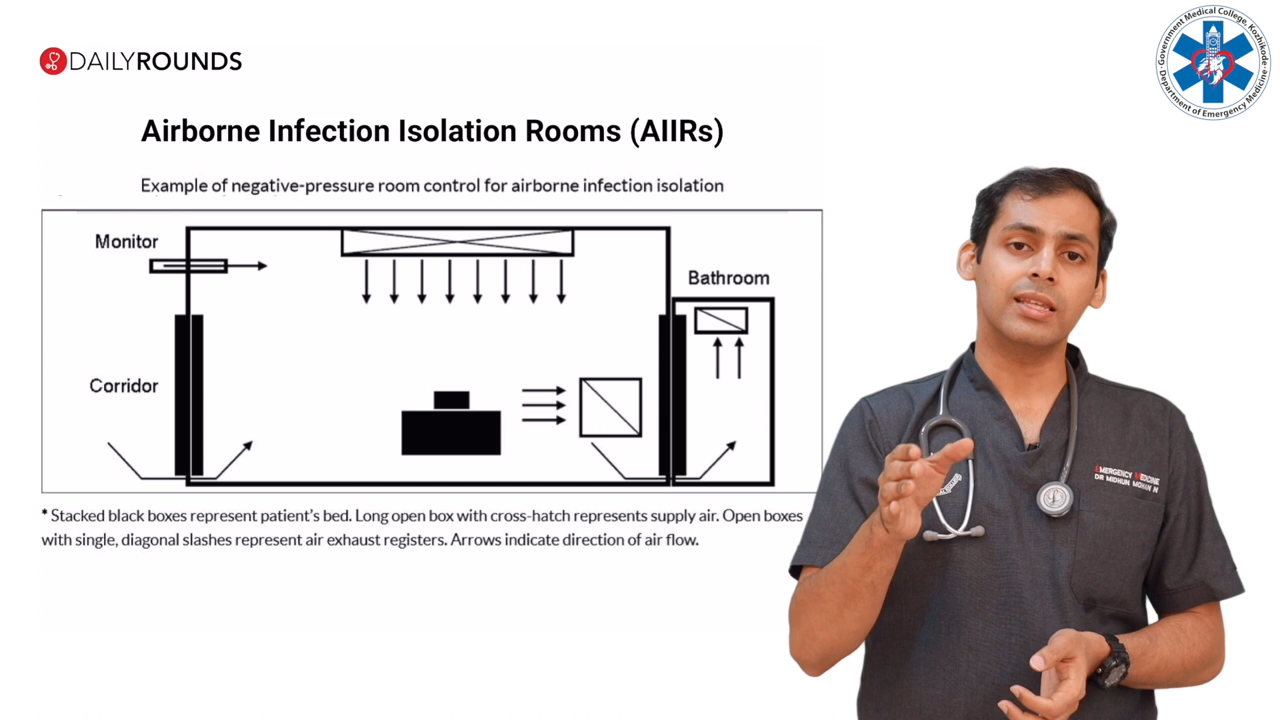 DAILYROUNDS
Government Medical College, Kozhikode
Department of Emergency Medicine
Airborne Infection Isolation Rooms (AIIRs)
Example of negative-pressure room control for airborne infection isolation
Monitor
Bathroom
Corridor
* Stacked black boxes represent patient's bed. Long open box with cross-hatch represents supply air. Open boxes
with single, diagonal slashes represent air exhaust registers. Arrows indicate direction of air flow.
EMERGENCY MEDICINE
DR MIDHUN MOHAN N